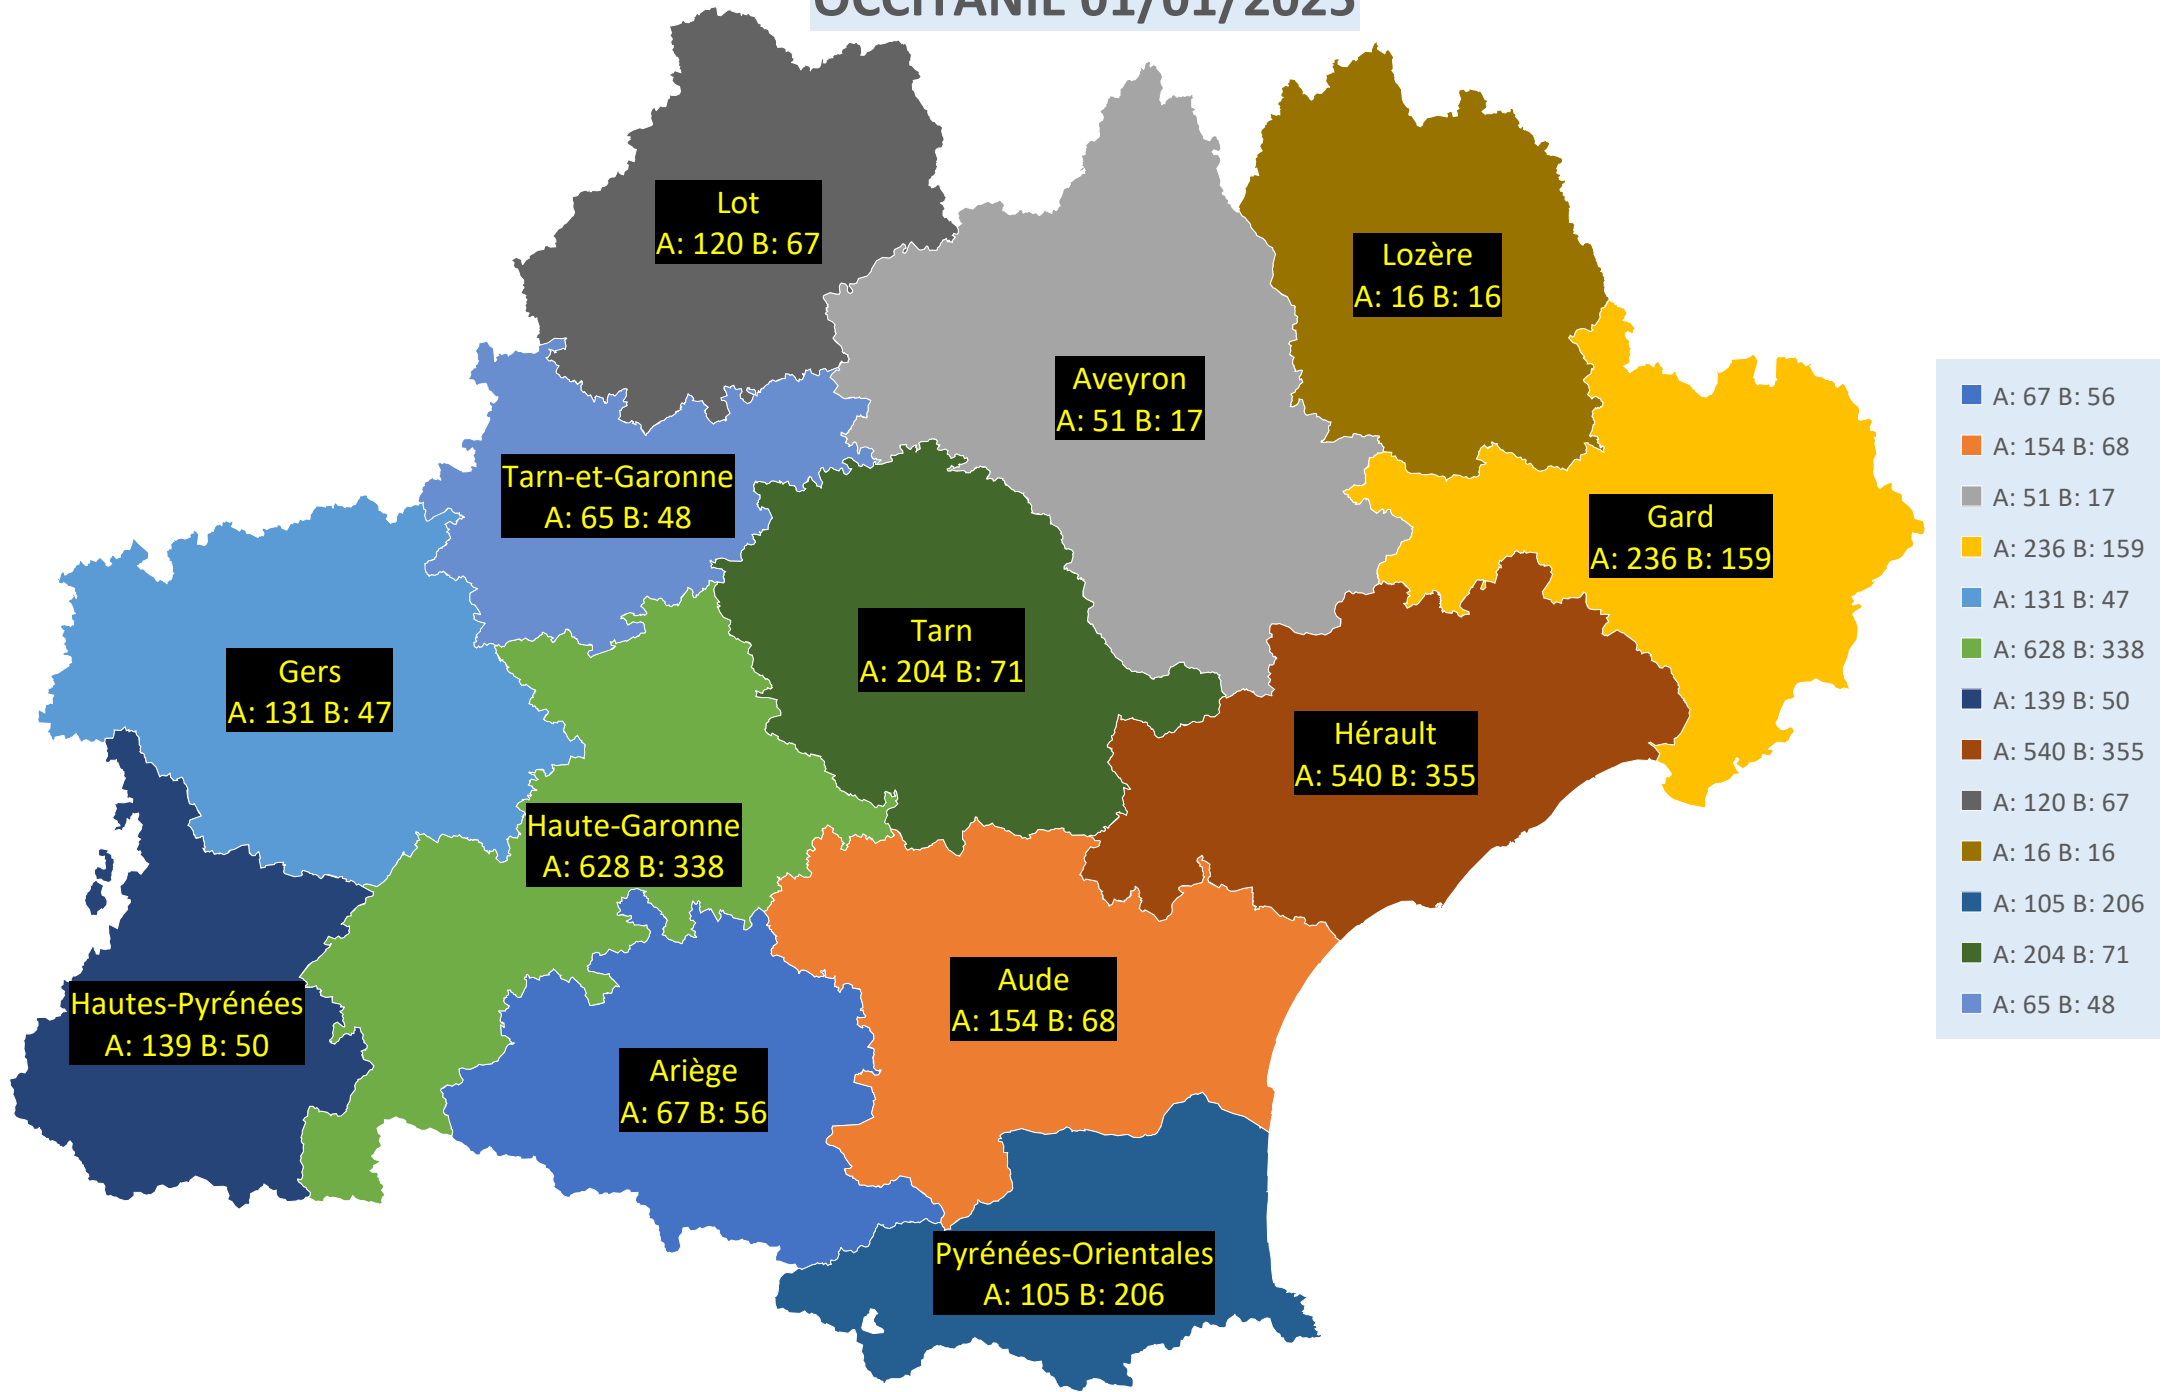 OCCITANIE 01/01/2025
Lot
A: 120 B: 67
Lozère
A: 16 B: 16
Aveyron
A: 51 B: 17
Tarn-et-Garonne
A: 65 B: 48
Gard
A: 236 B: 159
Tarn
A: 204 B: 71
Gers
A: 131 B: 47
Hérault
A: 540 B: 355
Haute-Garonne
A: 628 B: 338
Aude
A: 154 B: 68
Hautes-Pyrénées
A: 139 B: 50
Ariège
A: 67 B: 56
Pyrénées-Orientales
A: 105 B: 206
A: 67 B: 56
A: 154 B: 68
A: 51 B: 17
A: 236 B: 159
A: 131 B: 47
A: 628 B: 338
A: 139 B: 50
A: 540 B: 355
A: 120 B: 67
A: 16 B: 16
A: 105 B: 206
A: 204 B: 71
A: 65 B: 48